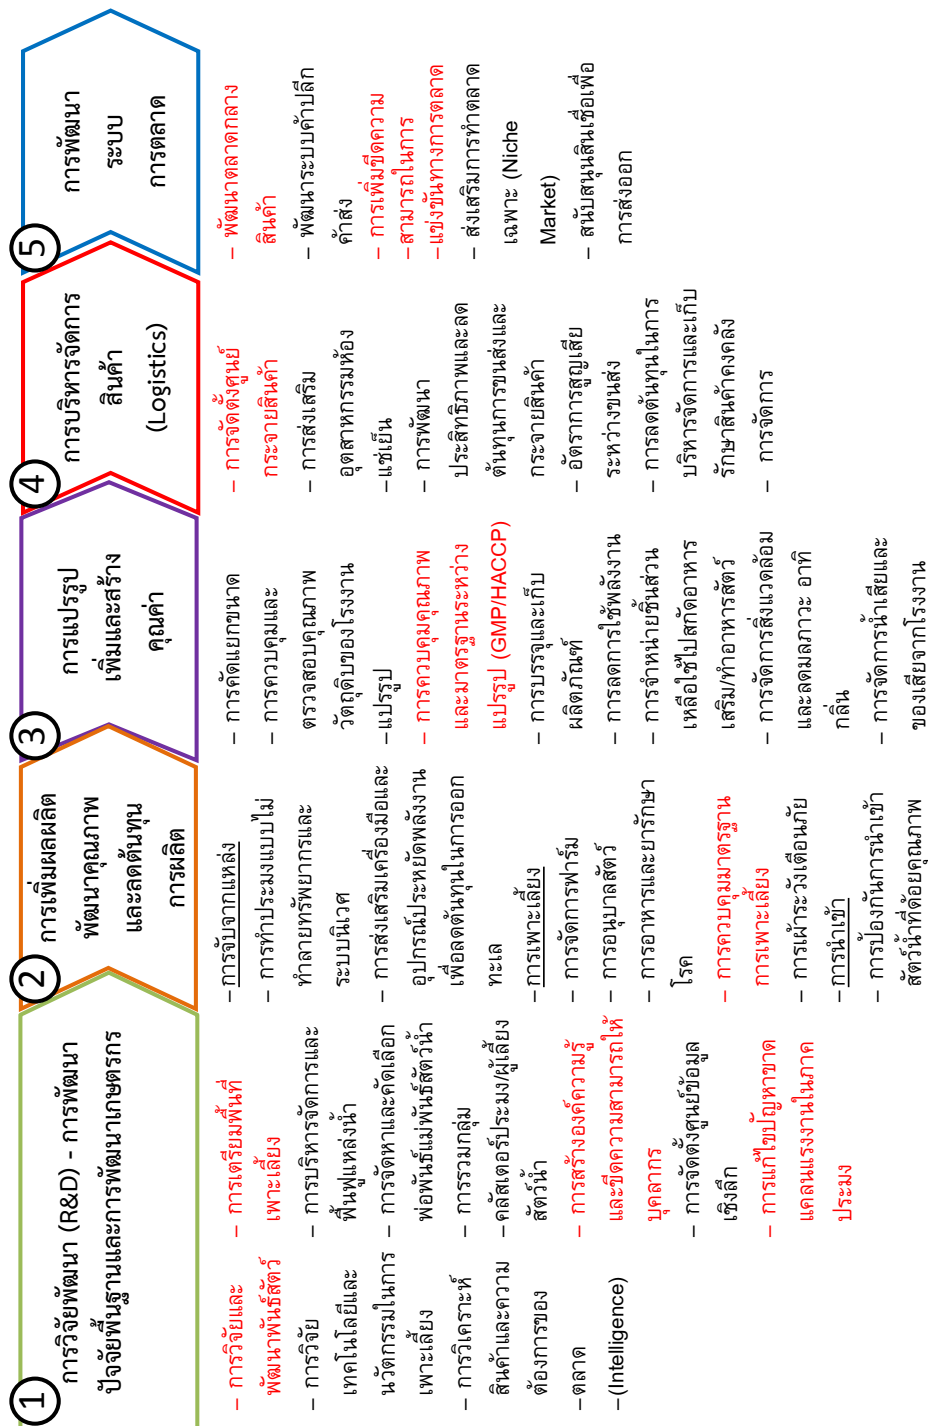 1
การวิจัยพัฒนา (R&D) - การพัฒนา
ปัจจัยพื้นฐานและการพัฒนาเกษตรกร
– การวิจัยและ
พัฒนาพันธ์สัตว์
– การวิจัย
เทคโนโลยีและ
นวัตกรรมในการ
เพาะเลี้ยง
– การวิเคราะห์
สินค้าและความ
ต้องการของ
–ตลาด
–(Intelligence)
– การเตรียมพื้นที่
เพาะเลี้ยง
– การบริหารจัดการและ
ฟื้นฟูแหล่งน้ำ
– การจัดหาและคัดเลือก
พ่อพันธ์แม่พันธ์สัตว์น้ำ
– การรวมกลุ่ม
–คลัสเตอร์ประมง/ผู้เลี้ยง
สัตว์น้ำ
– การสร้างองค์ความรู้
และขีดความสามารถให้
บุคลากร
– การจัดตั้งศูนย์ข้อมูล
เชิงลึก
– การแก้ไขปัญหาขาด
แคลนแรงงานในภาค
ประมง
2
การเพิ่มผลผลิต
พัฒนาคุณภาพ
และลดต้นทุน
การผลิต
–การจับจากแหล่ง
– การทำประมงแบบไม่
ทำลายทรัพยากรและ
ระบบนิเวศ
– การส่งเสริมเครื่องมือและ
อุปกรณ์ประหยัดพลังงาน
เพื่อลดต้นทุนในการออก
ทะเล
–การเพาะเลี้ยง
– การจัดการฟาร์ม
– การอนุบาลสัตว์
– การอาหารและยารักษา
โรค
– การควบคุมมาตรฐาน
การเพาะเลี้ยง
– การเฝ้าระวังเตือนภัย
–การนำเข้า
– การป้องกันการนำเข้า
สัตว์น้ำที่ด้อยคุณภาพ
3
การแปรรูป
เพิ่มและสร้าง
คุณค่า
– การคัดแยกขนาด
– การควบคุมและ
ตรวจสอบคุณภาพ
วัตถุดิบของโรงงาน
–แปรรูป
– การควบคุมคุณภาพ
และมาตรฐานระหว่าง
แปรรูป (GMP/HACCP)
– การบรรจุและเก็บ
ผลิตภัณฑ์
– การลดการใช้พลังงาน
– การจำหน่ายชิ้นส่วน
เหลือใช้ไปสกัดอาหาร
เสริม/ทำอาหารสัตว์
– การจัดการสิ่งแวดล้อม
และลดมลภาวะ อาทิ
กลิ่น
– การจัดการน้ำเสียและ
ของเสียจากโรงงาน
4
การบริหารจัดการ
สินค้า
(Logistics)
– การจัดตั้งศูนย์
กระจายสินค้า
– การส่งเสริม
อุตสาหกรรมห้อง
–แช่เย็น
– การพัฒนา
ประสิทธิภาพและลด
ต้นทุนการขนส่งและ
กระจายสินค้า
– อัตราการสูญเสีย
ระหว่างขนส่ง
– การลดต้นทุนในการ
บริหารจัดการและเก็บ
รักษาสินค้าคงคลัง
– การจัดการ
5
การพัฒนา
ระบบ
การตลาด
– พัฒนาตลาดกลาง
สินค้า
– พัฒนาระบบค้าปลีก
ค้าส่ง
– การเพิ่มขีดความ
–สามารถในการ
–แข่งขันทางการตลาด
– ส่งเสริมการทำตลาด
เฉพาะ (Niche
Market)
– สนับสนุนสินเชื่อเพื่อ
การส่งออก